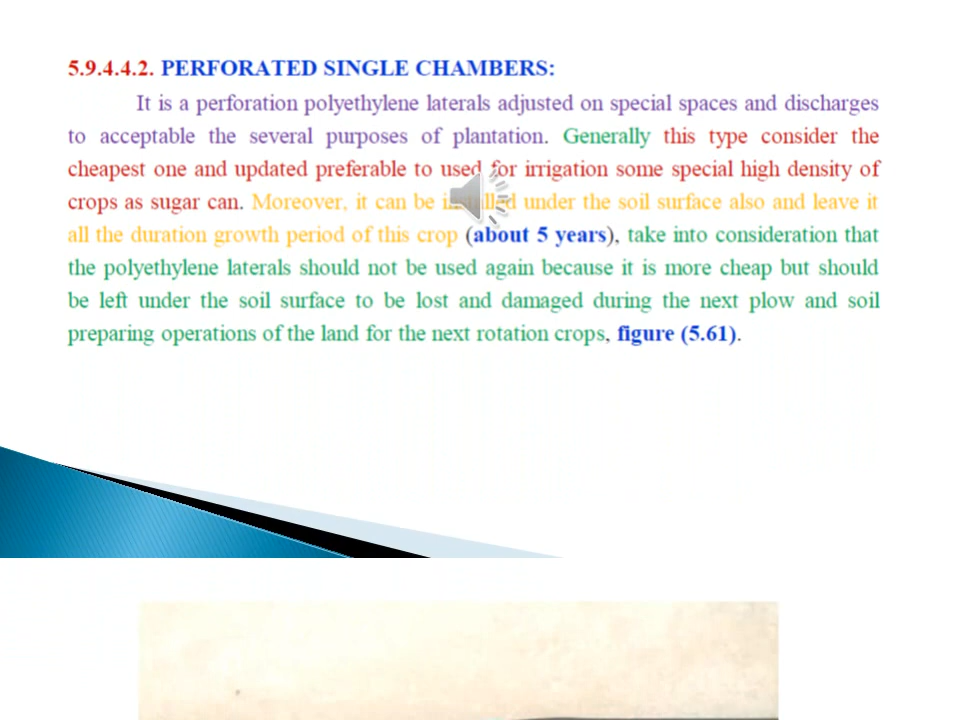 5.9.4.4.2. PERFORATED SINGLE CHAMBERS:
It is a perforation polyethylene laterals adjusted on special spaces and discharges
to acceptable the several purposes of plantation. Generally this type consider the
cheapest one and updated preferable to used for irrigation some special high density of
crops as sugar can. Moreover, it can be installed under the soil surface also and leave it
all the duration growth period of this crop (about 5 years), take into consideration that
the polyethylene laterals should not be used again because it is more cheap but should
be left under the soil surface to be lost and damaged during the next plow and soil
preparing operations of the land for the next rotation crops, figure (5.61).